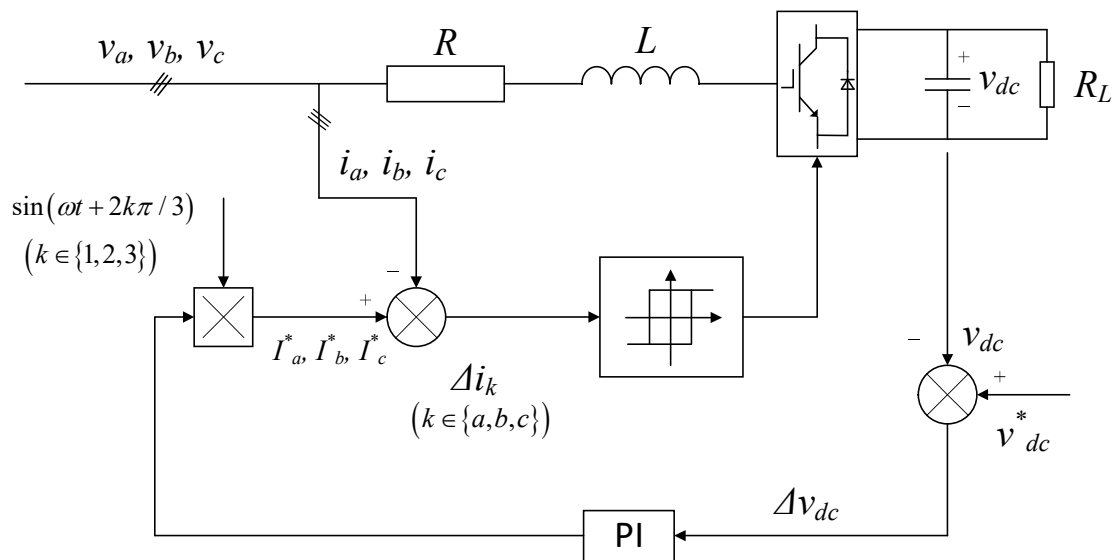 v_a, v_b, v_c
R
L
+
v_dc
−
R_L
i_a, i_b, i_c
sin(ωt + 2kπ / 3)
(k ∈ {1,2,3})
−
+
I*_a, I*_b, I*_c
Δi_k
(k ∈ {a,b,c})
−
v_dc
+
v*_dc
Δv_dc
PI